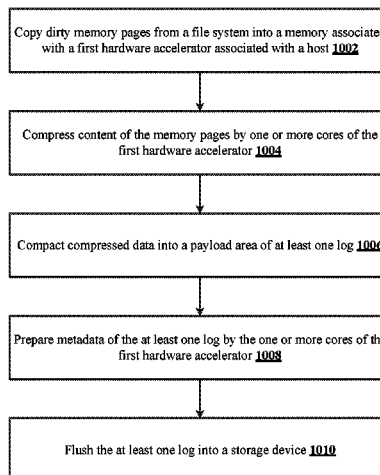 Copy dirty memory pages from a file system into a memory associated
with a first hardware accelerator associated with a host 1002
Compress content of the memory pages by one or more cores of the
first hardware accelerator 1004
Compact compressed data into a payload area of at least one log 1006
Prepare metadata of the at least one log by the one or more cores of the
first hardware accelerator 1008
Flush the at least one log into a storage device 1010